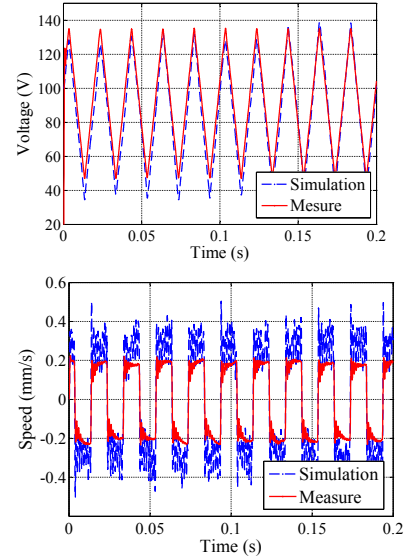 140
120
100
80
60
40
20
Voltage (V)
Simulation
Mesure
0 0.05 0.1 0.15 0.2
Time (s)
0.6
0.4
0.2
0
-0.2
-0.4
Speed (mm/s)
Simulation
Measure
0 0.05 0.1 0.15 0.2
Time (s)